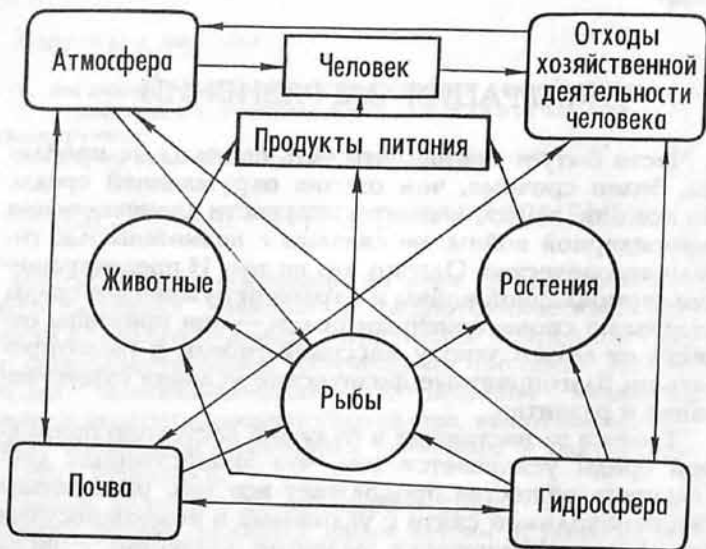 Атмосфера
Человек
Отходы
хозяйственной
деятельности
человека
Продукты питания
Животные
Растения
Рыбы
Почва
Гидросфера